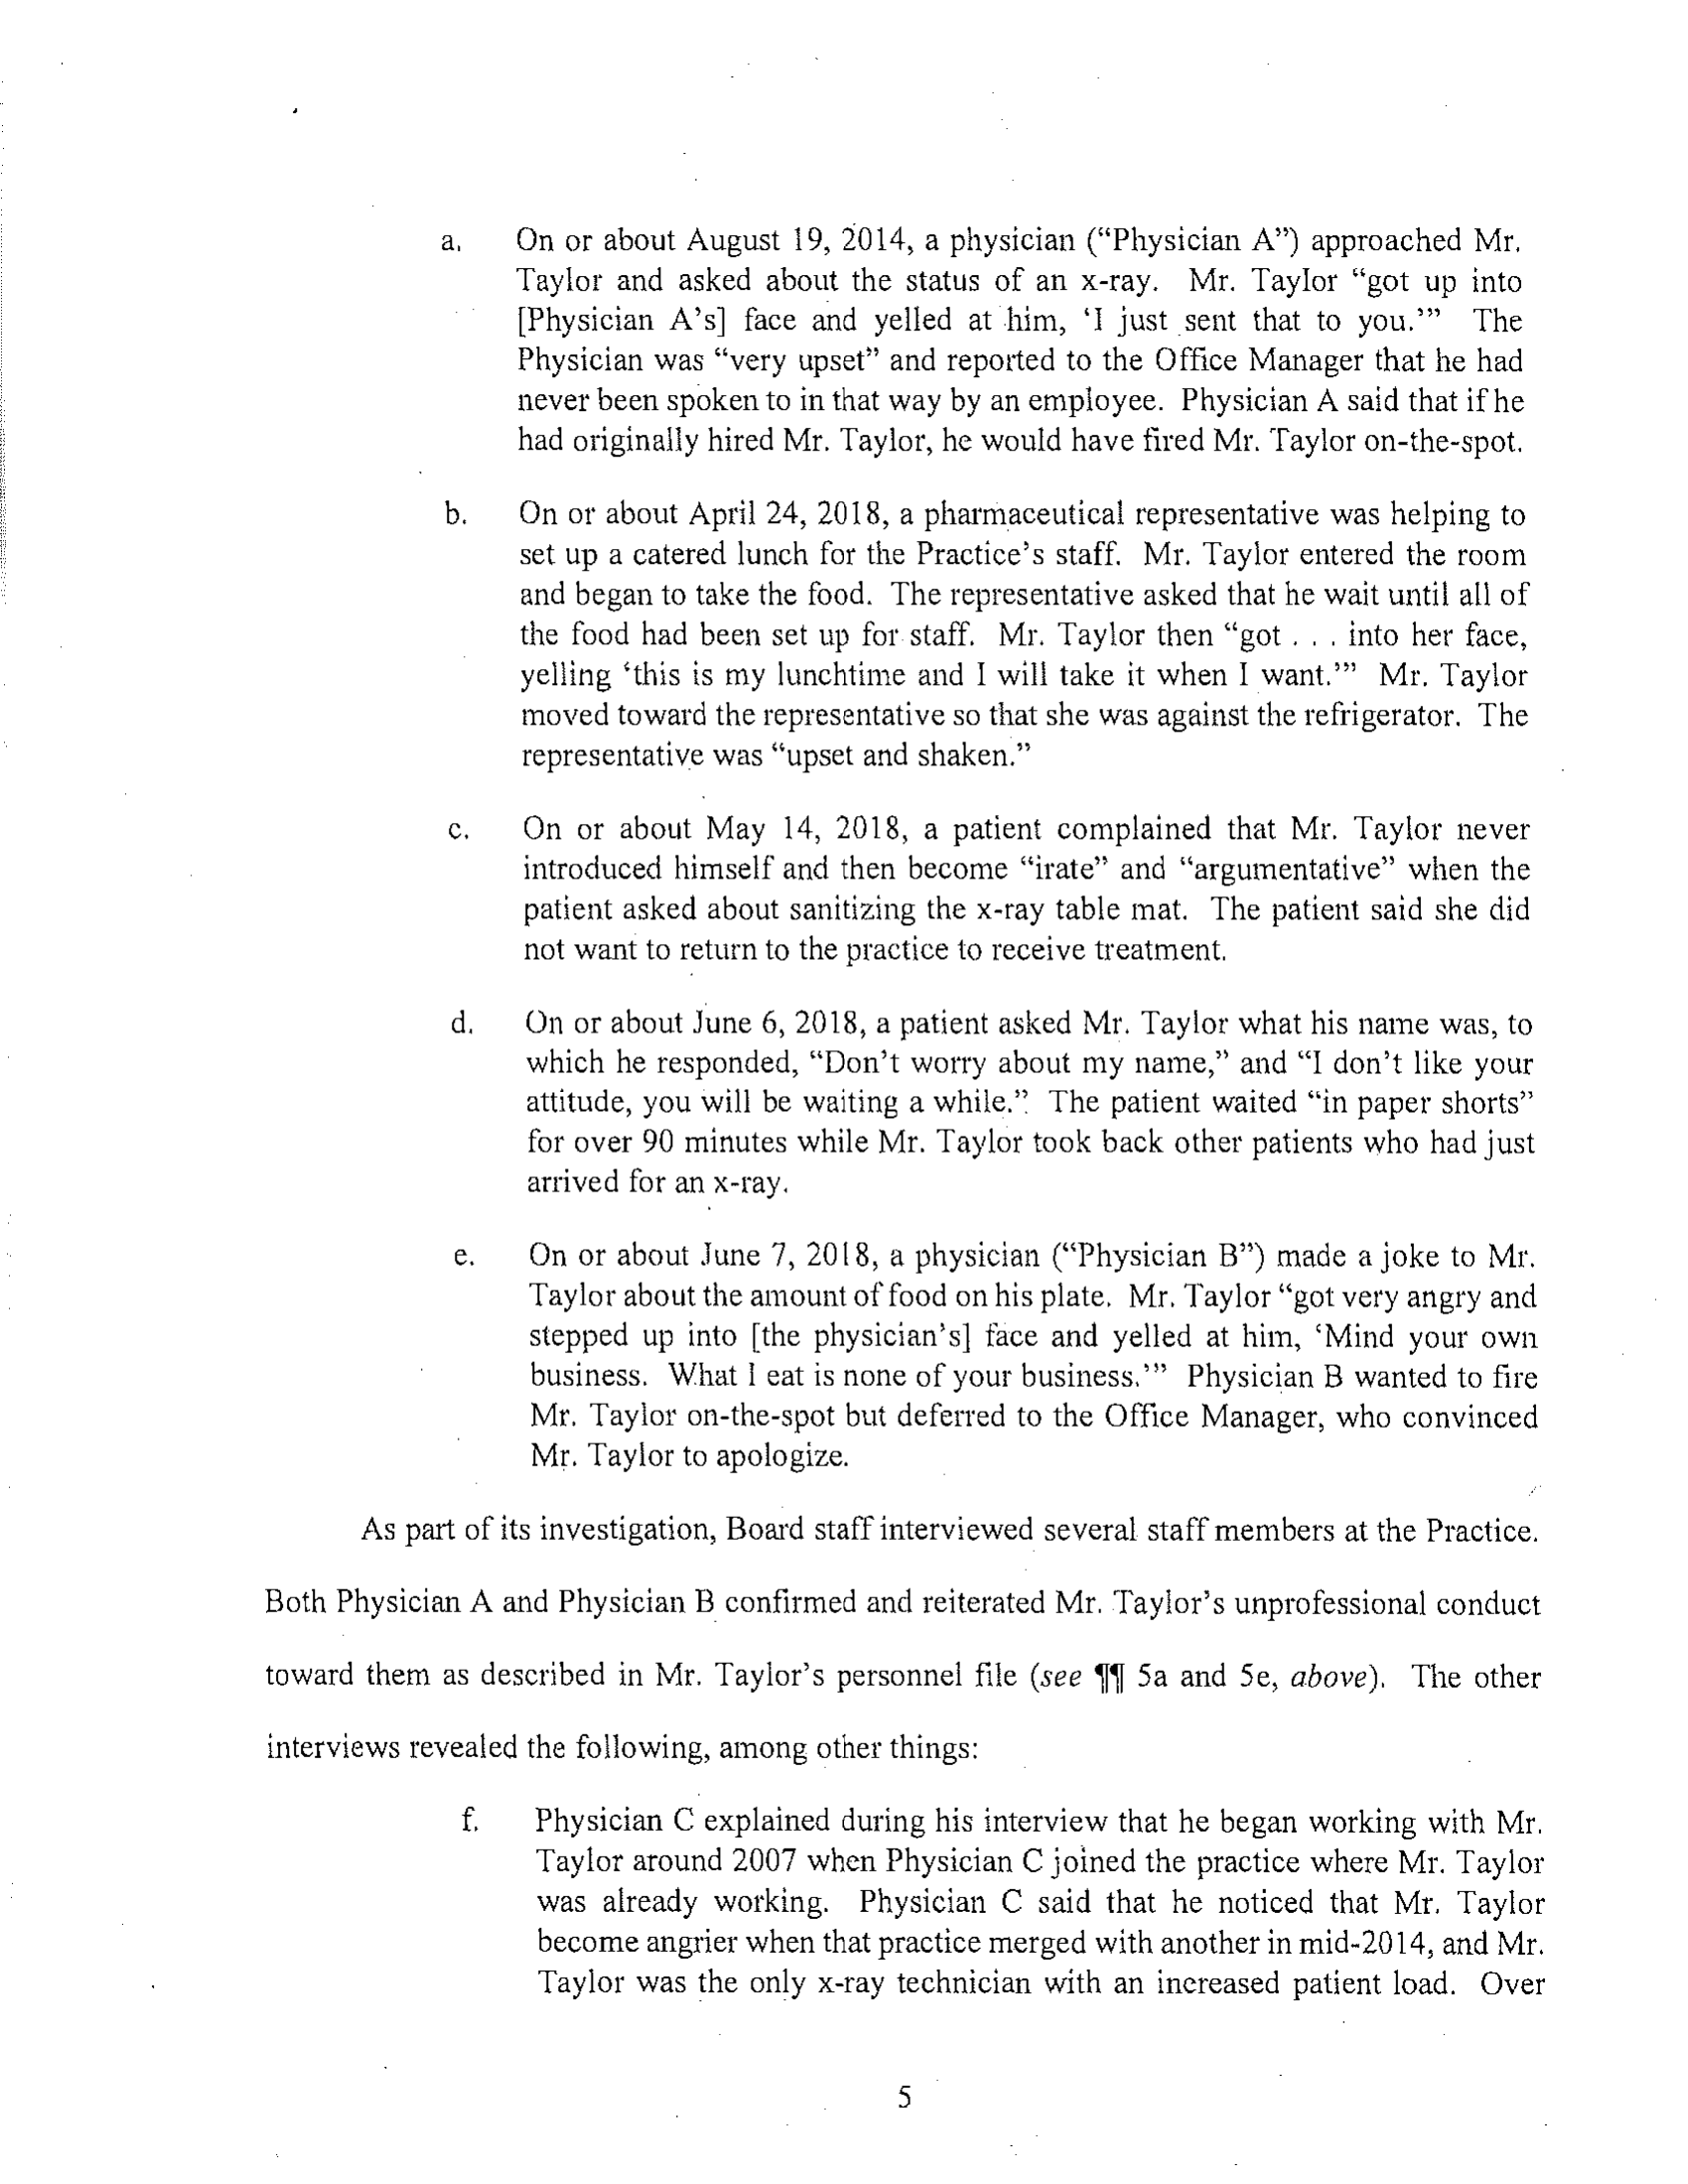 a. On or about August 19, 2014, a physician (“Physician A”) approached Mr.
Taylor and asked about the status of an x-ray. Mr. Taylor “got up into
[Physician A’s] face and yelled at him, ‘I just sent that to you.’” The
Physician was “very upset” and reported to the Office Manager that he had
never been spoken to in that way by an employee. Physician A said that if he
had originally hired Mr. Taylor, he would have fired Mr. Taylor on-the-spot.
b. On or about April 24, 2018, a pharmaceutical representative was helping to
set up a catered lunch for the Practice’s staff. Mr. Taylor entered the room
and began to take the food. The representative asked that he wait until all of
the food had been set up for staff. Mr. Taylor then “got . . . into her face,
yelling ‘this is my lunchtime and I will take it when I want.’” Mr. Taylor
moved toward the representative so that she was against the refrigerator. The
representative was “upset and shaken.”
c. On or about May 14, 2018, a patient complained that Mr. Taylor never
introduced himself and then become “irate” and “argumentative” when the
patient asked about sanitizing the x-ray table mat. The patient said she did
not want to return to the practice to receive treatment.
d. On or about June 6, 2018, a patient asked Mr. Taylor what his name was, to
which he responded, “Don’t worry about my name,” and “I don’t like your
attitude, you will be waiting a while.” The patient waited “in paper shorts”
for over 90 minutes while Mr. Taylor took back other patients who had just
arrived for an x-ray.
e. On or about June 7, 2018, a physician (“Physician B”) made a joke to Mr.
Taylor about the amount of food on his plate. Mr. Taylor “got very angry and
stepped up into [the physician’s] face and yelled at him, ‘Mind your own
business. What I eat is none of your business.’” Physician B wanted to fire
Mr. Taylor on-the-spot but deferred to the Office Manager, who convinced
Mr. Taylor to apologize.
As part of its investigation, Board staff interviewed several staff members at the Practice.
Both Physician A and Physician B confirmed and reiterated Mr. Taylor’s unprofessional conduct
toward them as described in Mr. Taylor’s personnel file (see ¶¶ 5a and 5e, above). The other
interviews revealed the following, among other things:
f. Physician C explained during his interview that he began working with Mr.
Taylor around 2007 when Physician C joined the practice where Mr. Taylor
was already working. Physician C said that he noticed that Mr. Taylor
become angrier when that practice merged with another in mid-2014, and Mr.
Taylor was the only x-ray technician with an increased patient load. Over
5